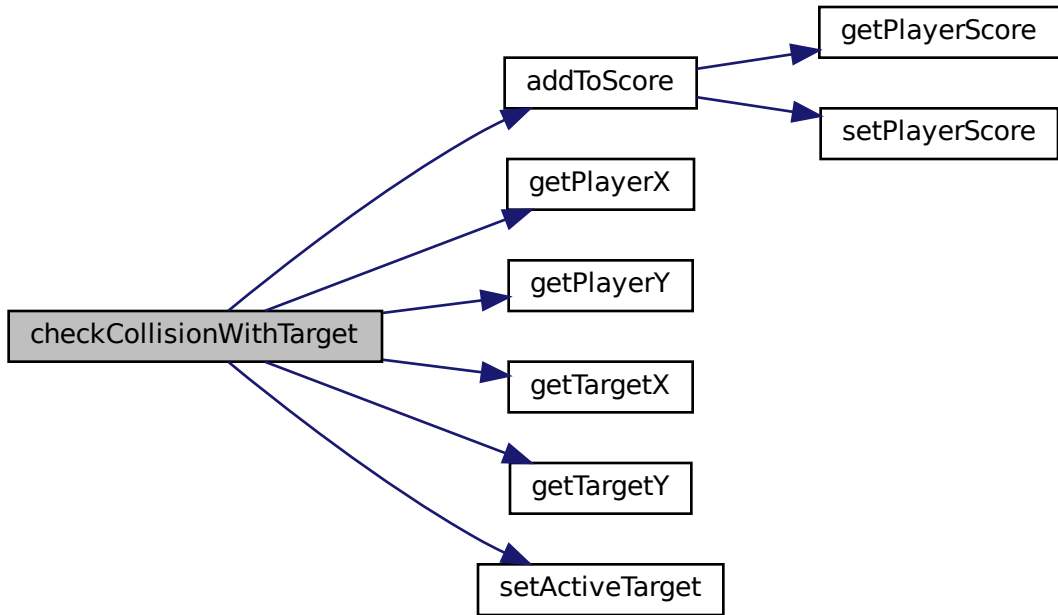 getPlayerScore
addToScore
setPlayerScore
getPlayerX
getPlayerY
checkCollisionWithTarget
getTargetX
getTargetY
setActiveTarget